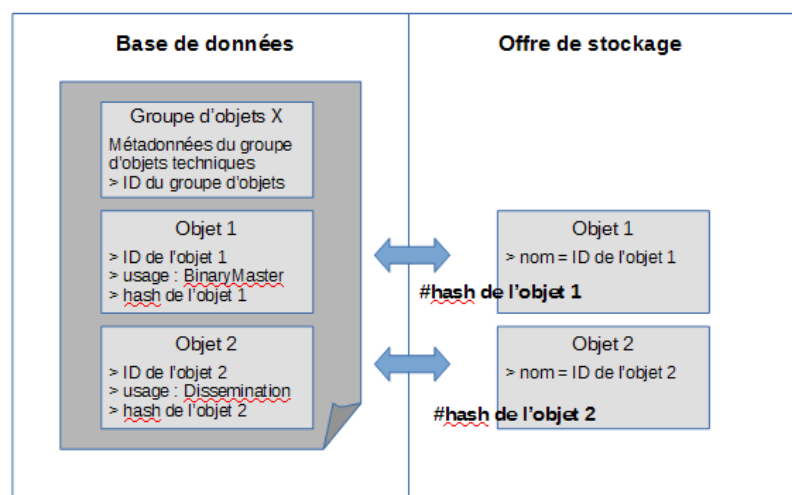 Base de données
Groupe d'objets X
Métadonnées du groupe
d'objets techniques
> ID du groupe d'objets
Objet 1
> ID de l'objet 1
> usage : BinaryMaster
> hash de l'objet 1
Objet 2
> ID de l'objet 2
> usage : Dissemination
> hash de l'objet 2
Offre de stockage
Objet 1
> nom = ID de l'objet 1
#hash de l'objet 1
Objet 2
> nom = ID de l'objet 2
#hash de l'objet 2